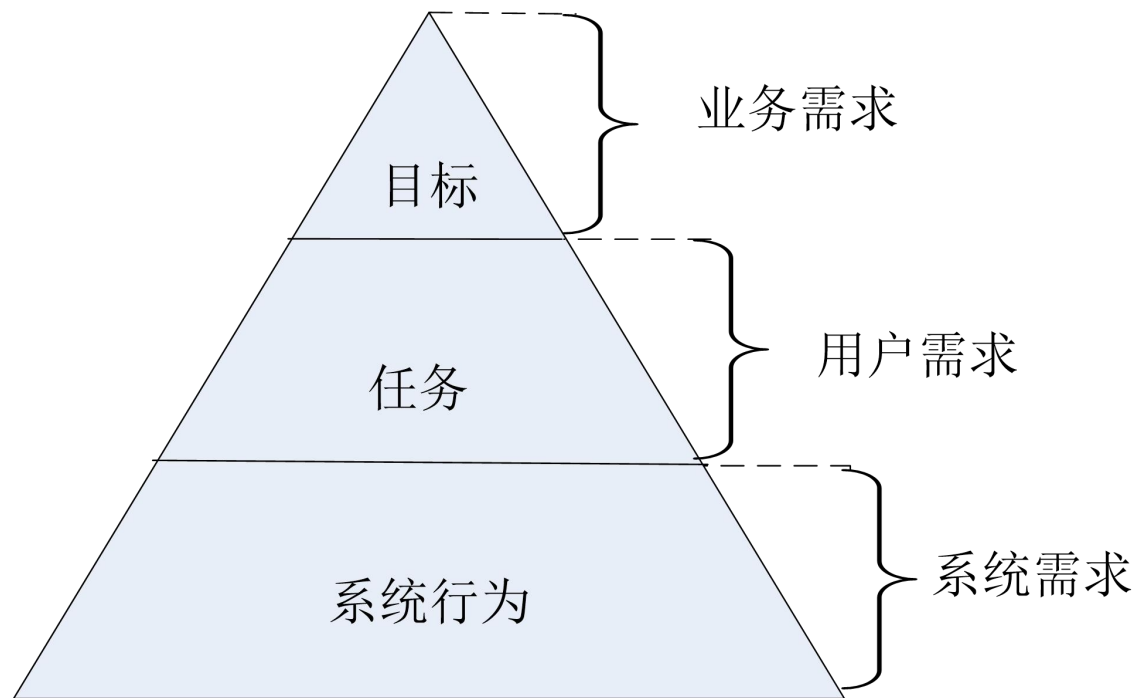 业务需求
目标
用户需求
任务
系统需求
系统行为